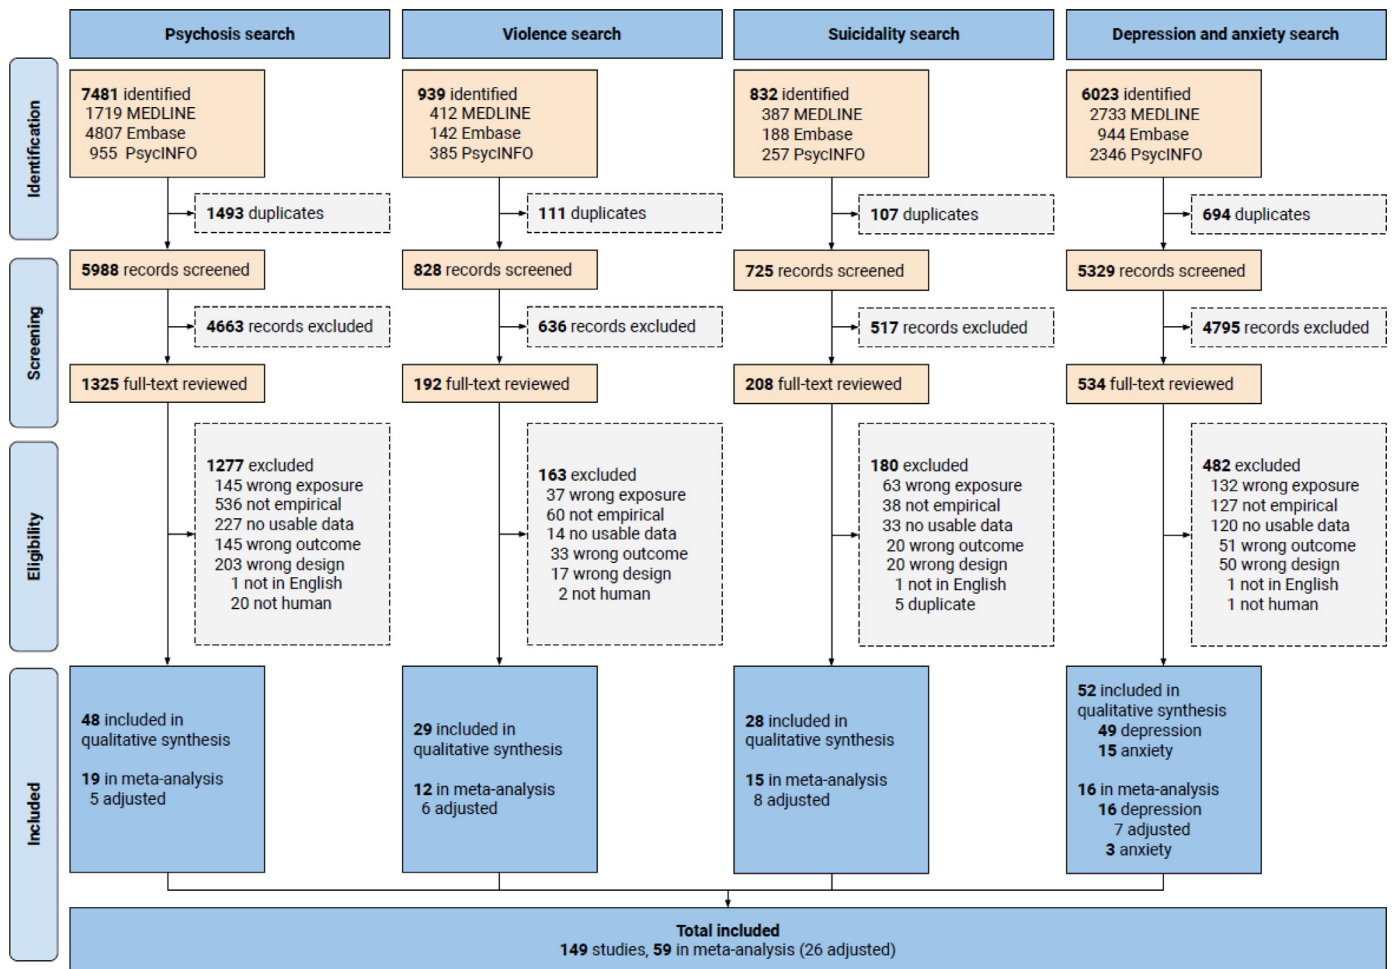 Psychosis search
Violence search
Suicidality search
Depression and anxiety search
Identification
7481 identified
1719 MEDLINE
4807 Embase
955 PsycINFO
939 identified
412 MEDLINE
142 Embase
385 PsycINFO
832 identified
387 MEDLINE
188 Embase
257 PsycINFO
6023 identified
2733 MEDLINE
944 Embase
2346 PsycINFO
1493 duplicates
111 duplicates
107 duplicates
694 duplicates
Screening
5988 records screened
828 records screened
725 records screened
5329 records screened
4663 records excluded
636 records excluded
517 records excluded
4795 records excluded
1325 full-text reviewed
192 full-text reviewed
208 full-text reviewed
534 full-text reviewed
Eligibility
1277 excluded
145 wrong exposure
536 not empirical
227 no usable data
145 wrong outcome
203 wrong design
1 not in English
20 not human
163 excluded
37 wrong exposure
60 not empirical
14 no usable data
33 wrong outcome
17 wrong design
2 not human
180 excluded
63 wrong exposure
38 not empirical
33 no usable data
20 wrong outcome
20 wrong design
1 not in English
5 duplicate
482 excluded
132 wrong exposure
127 not empirical
120 no usable data
51 wrong outcome
50 wrong design
1 not in English
1 not human
Included
48 included in
qualitative synthesis
19 in meta-analysis
5 adjusted
29 included in
qualitative synthesis
12 in meta-analysis
6 adjusted
28 included in
qualitative synthesis
15 in meta-analysis
8 adjusted
52 included in
qualitative synthesis
49 depression
15 anxiety
16 in meta-analysis
16 depression
7 adjusted
3 anxiety
Total included
149 studies, 59 in meta-analysis (26 adjusted)